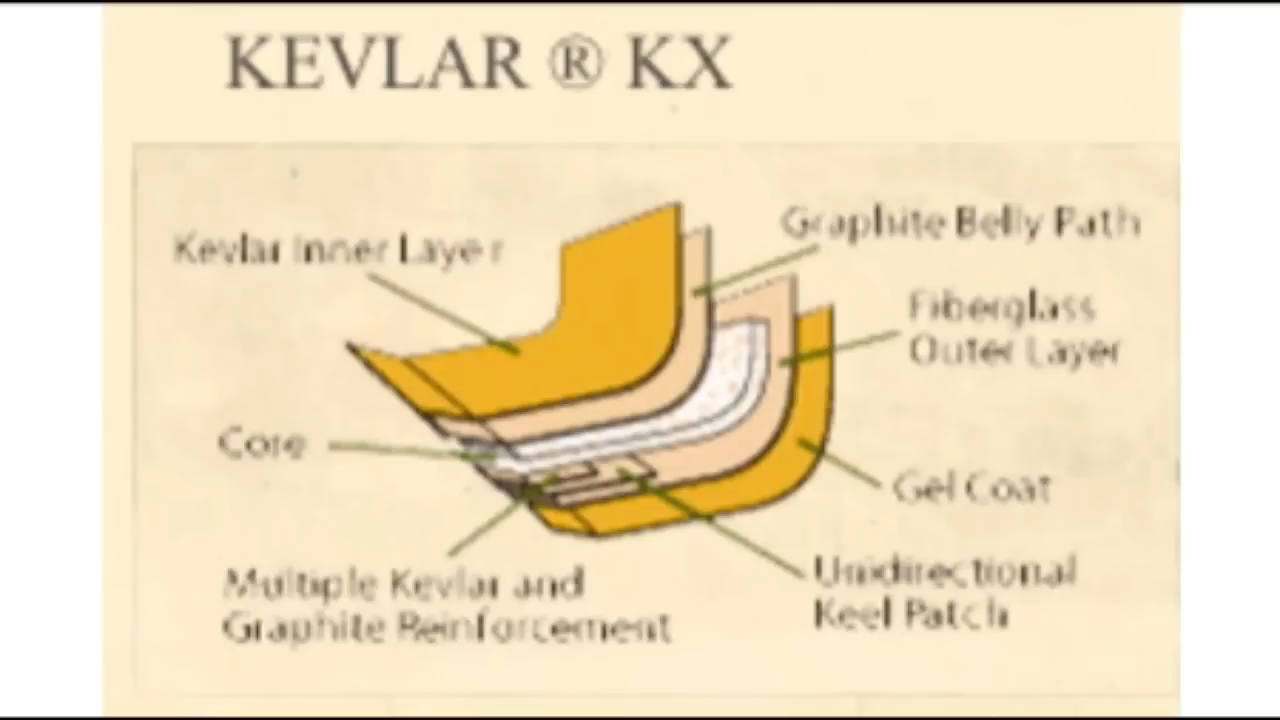 KEVLAR ® KX
Kevlar Inner Layer
Graphite Belly Path
Fiberglass
Outer Layer
Core
Gel Coat
Multiple Kevlar and
Graphite Reinforcement
Unidirectional
Keel Patch